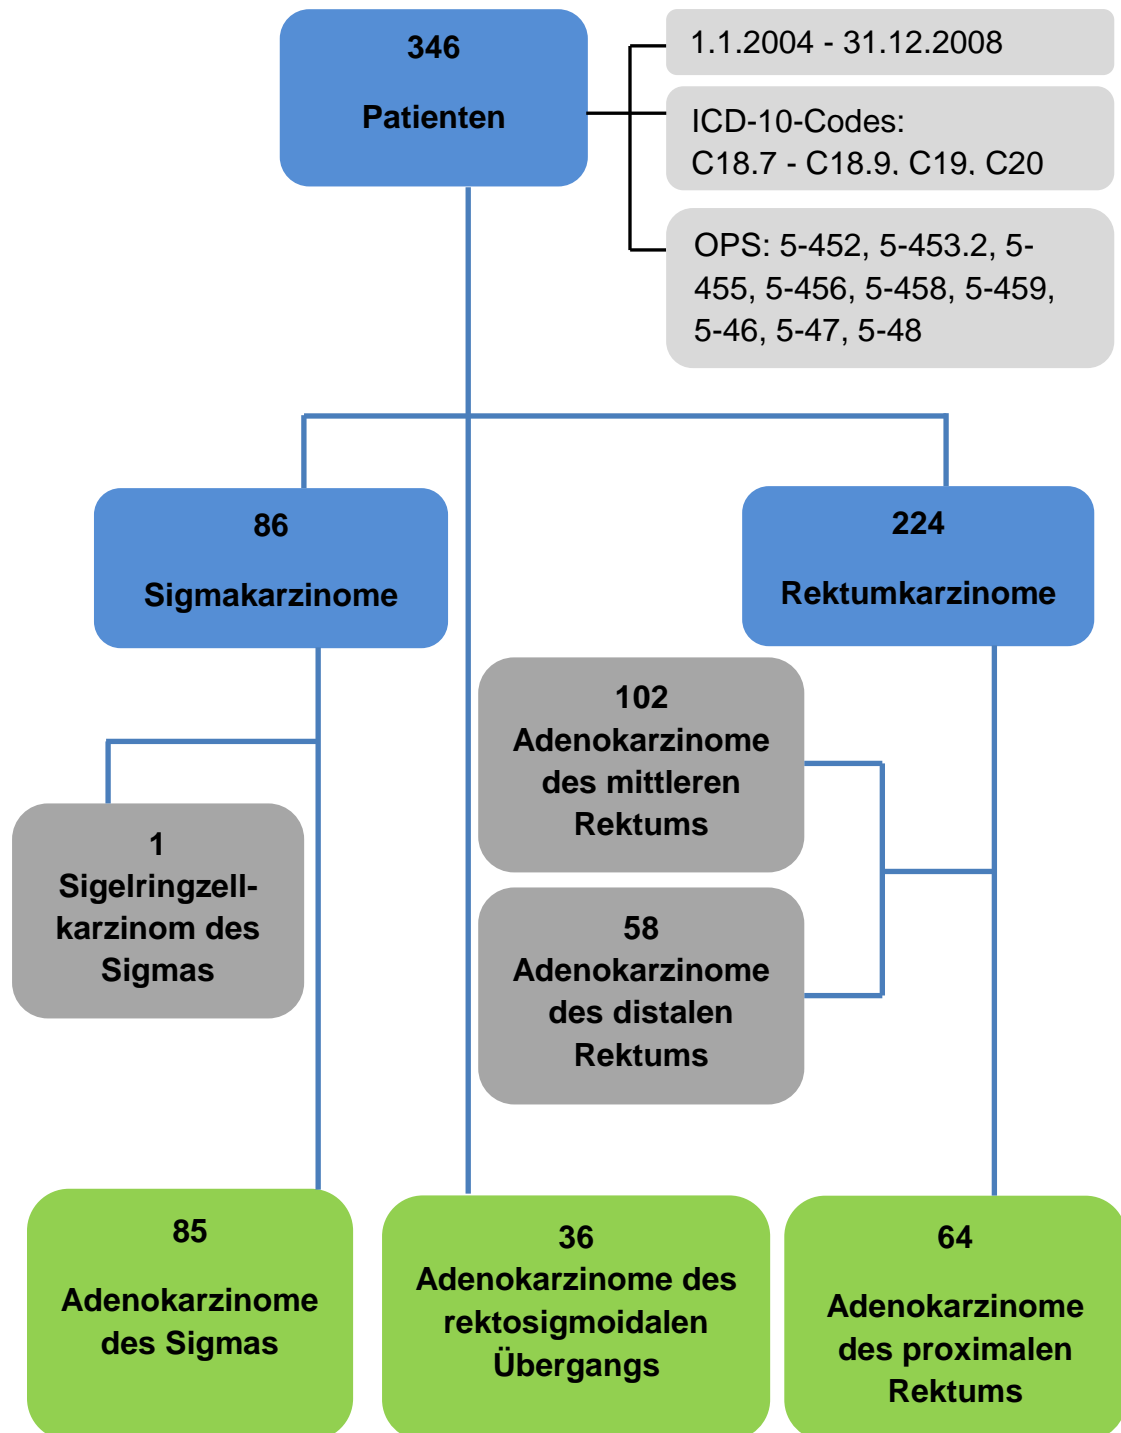 346
Patienten
1.1.2004 - 31.12.2008
ICD-10-Codes:
C18.7 - C18.9, C19, C20
OPS: 5-452, 5-453.2, 5-
455, 5-456, 5-458, 5-459,
5-46, 5-47, 5-48
86
Sigmakarzinome
224
Rektumkarzinome
102
Adenokarzinome
des mittleren
Rektums
1
Sigelringzell-
karzinom des
Sigmas
58
Adenokarzinome
des distalen
Rektums
85
Adenokarzinome
des Sigmas
36
Adenokarzinome des
rektosigmoidalen
Übergangs
64
Adenokarzinome
des proximalen
Rektums